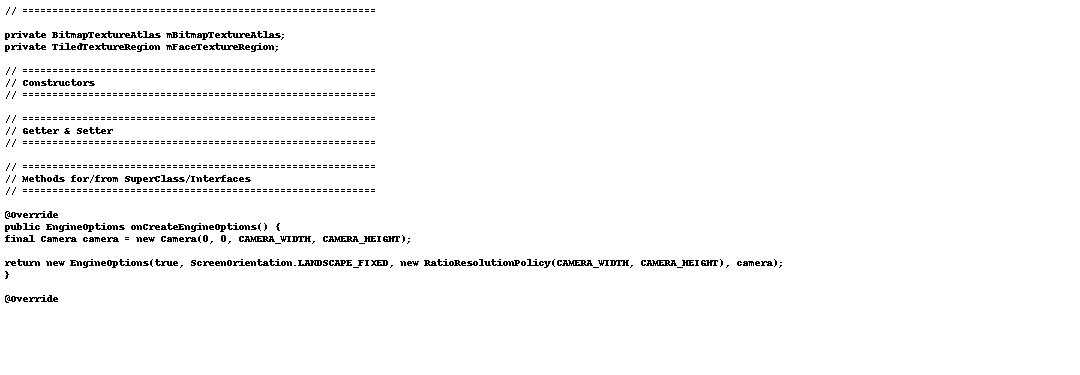 // ===========================================================
private BitmapTextureAtlas mBitmapTextureAtlas;
private TiledTextureRegion mFaceTextureRegion;
// ===========================================================
// Constructors
// ===========================================================
// ===========================================================
// Getter & Setter
// ===========================================================
// ===========================================================
// Methods for/from SuperClass/Interfaces
// ===========================================================
@Override
public EngineOptions onCreateEngineOptions() {
final Camera camera = new Camera(0, 0, CAMERA_WIDTH, CAMERA_HEIGHT);
return new EngineOptions(true, ScreenOrientation.LANDSCAPE_FIXED, new RatioResolutionPolicy(CAMERA_WIDTH, CAMERA_HEIGHT), camera);
}
@Override